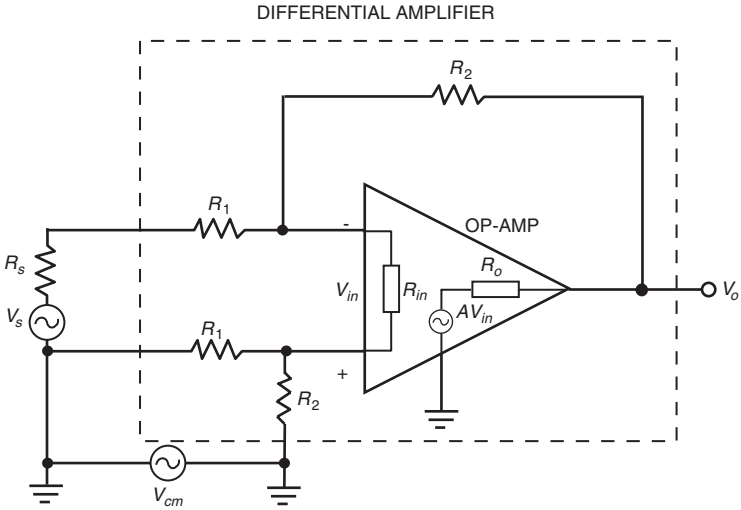 DIFFERENTIAL AMPLIFIER
R2
R1
-
OP-AMP
Rs
Vin
Rin
Ro
Vo
Vs
AVin
R1
+
R2
Vcm